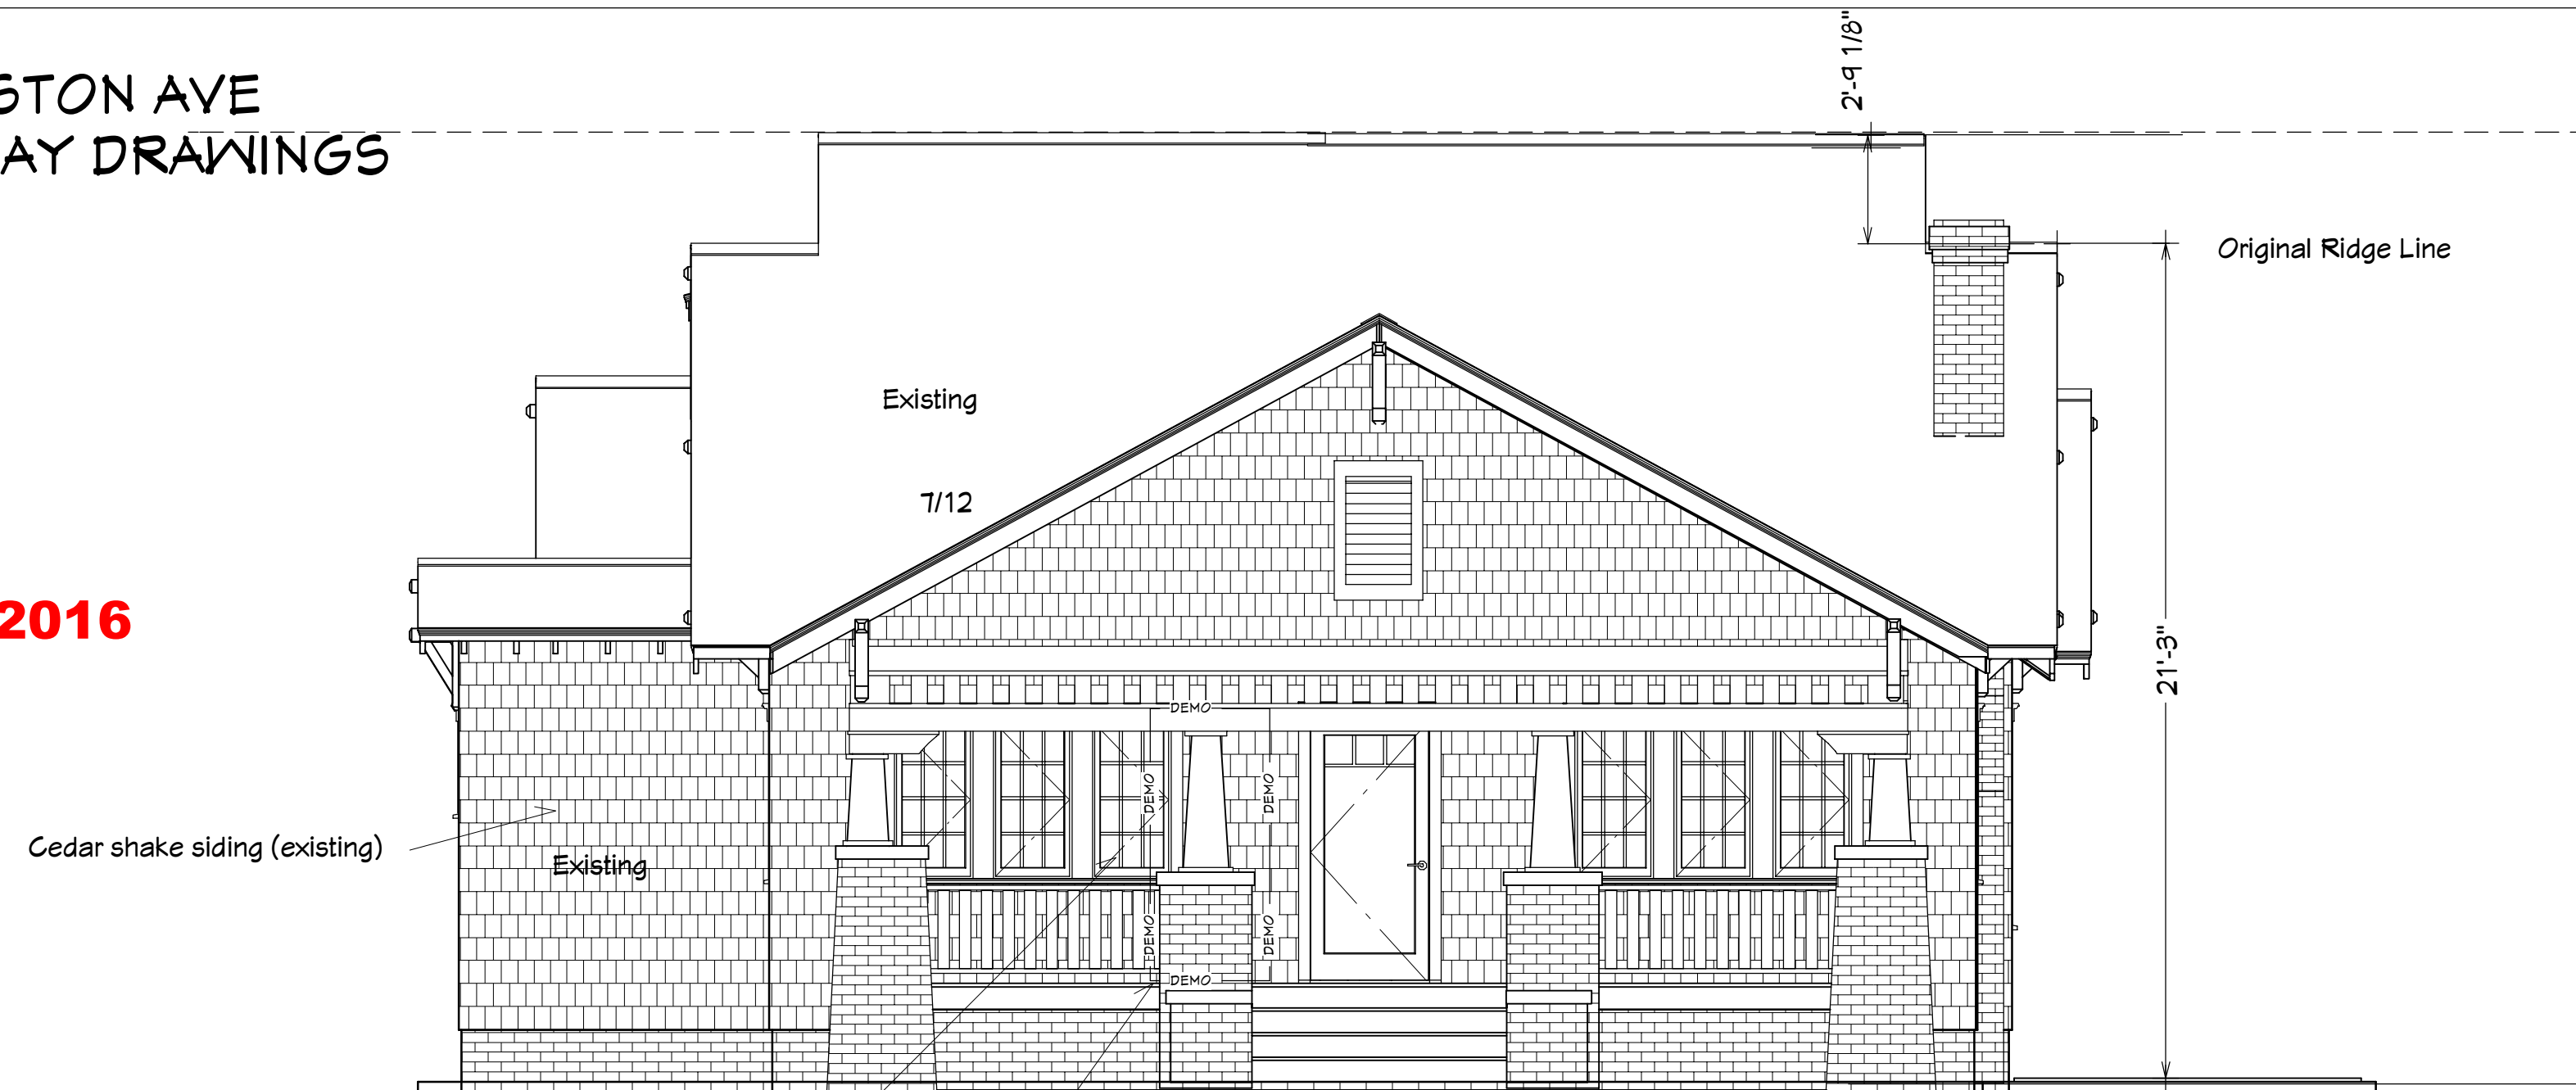 STON AVE
AY DRAWINGS
2'-9 1/8"
Original Ridge Line
Existing
7/12
2016
21'-3"
DEMO
DEMO
DEMO
Cedar shake siding (existing)
Existing
DEMO
DEMO
DEMO